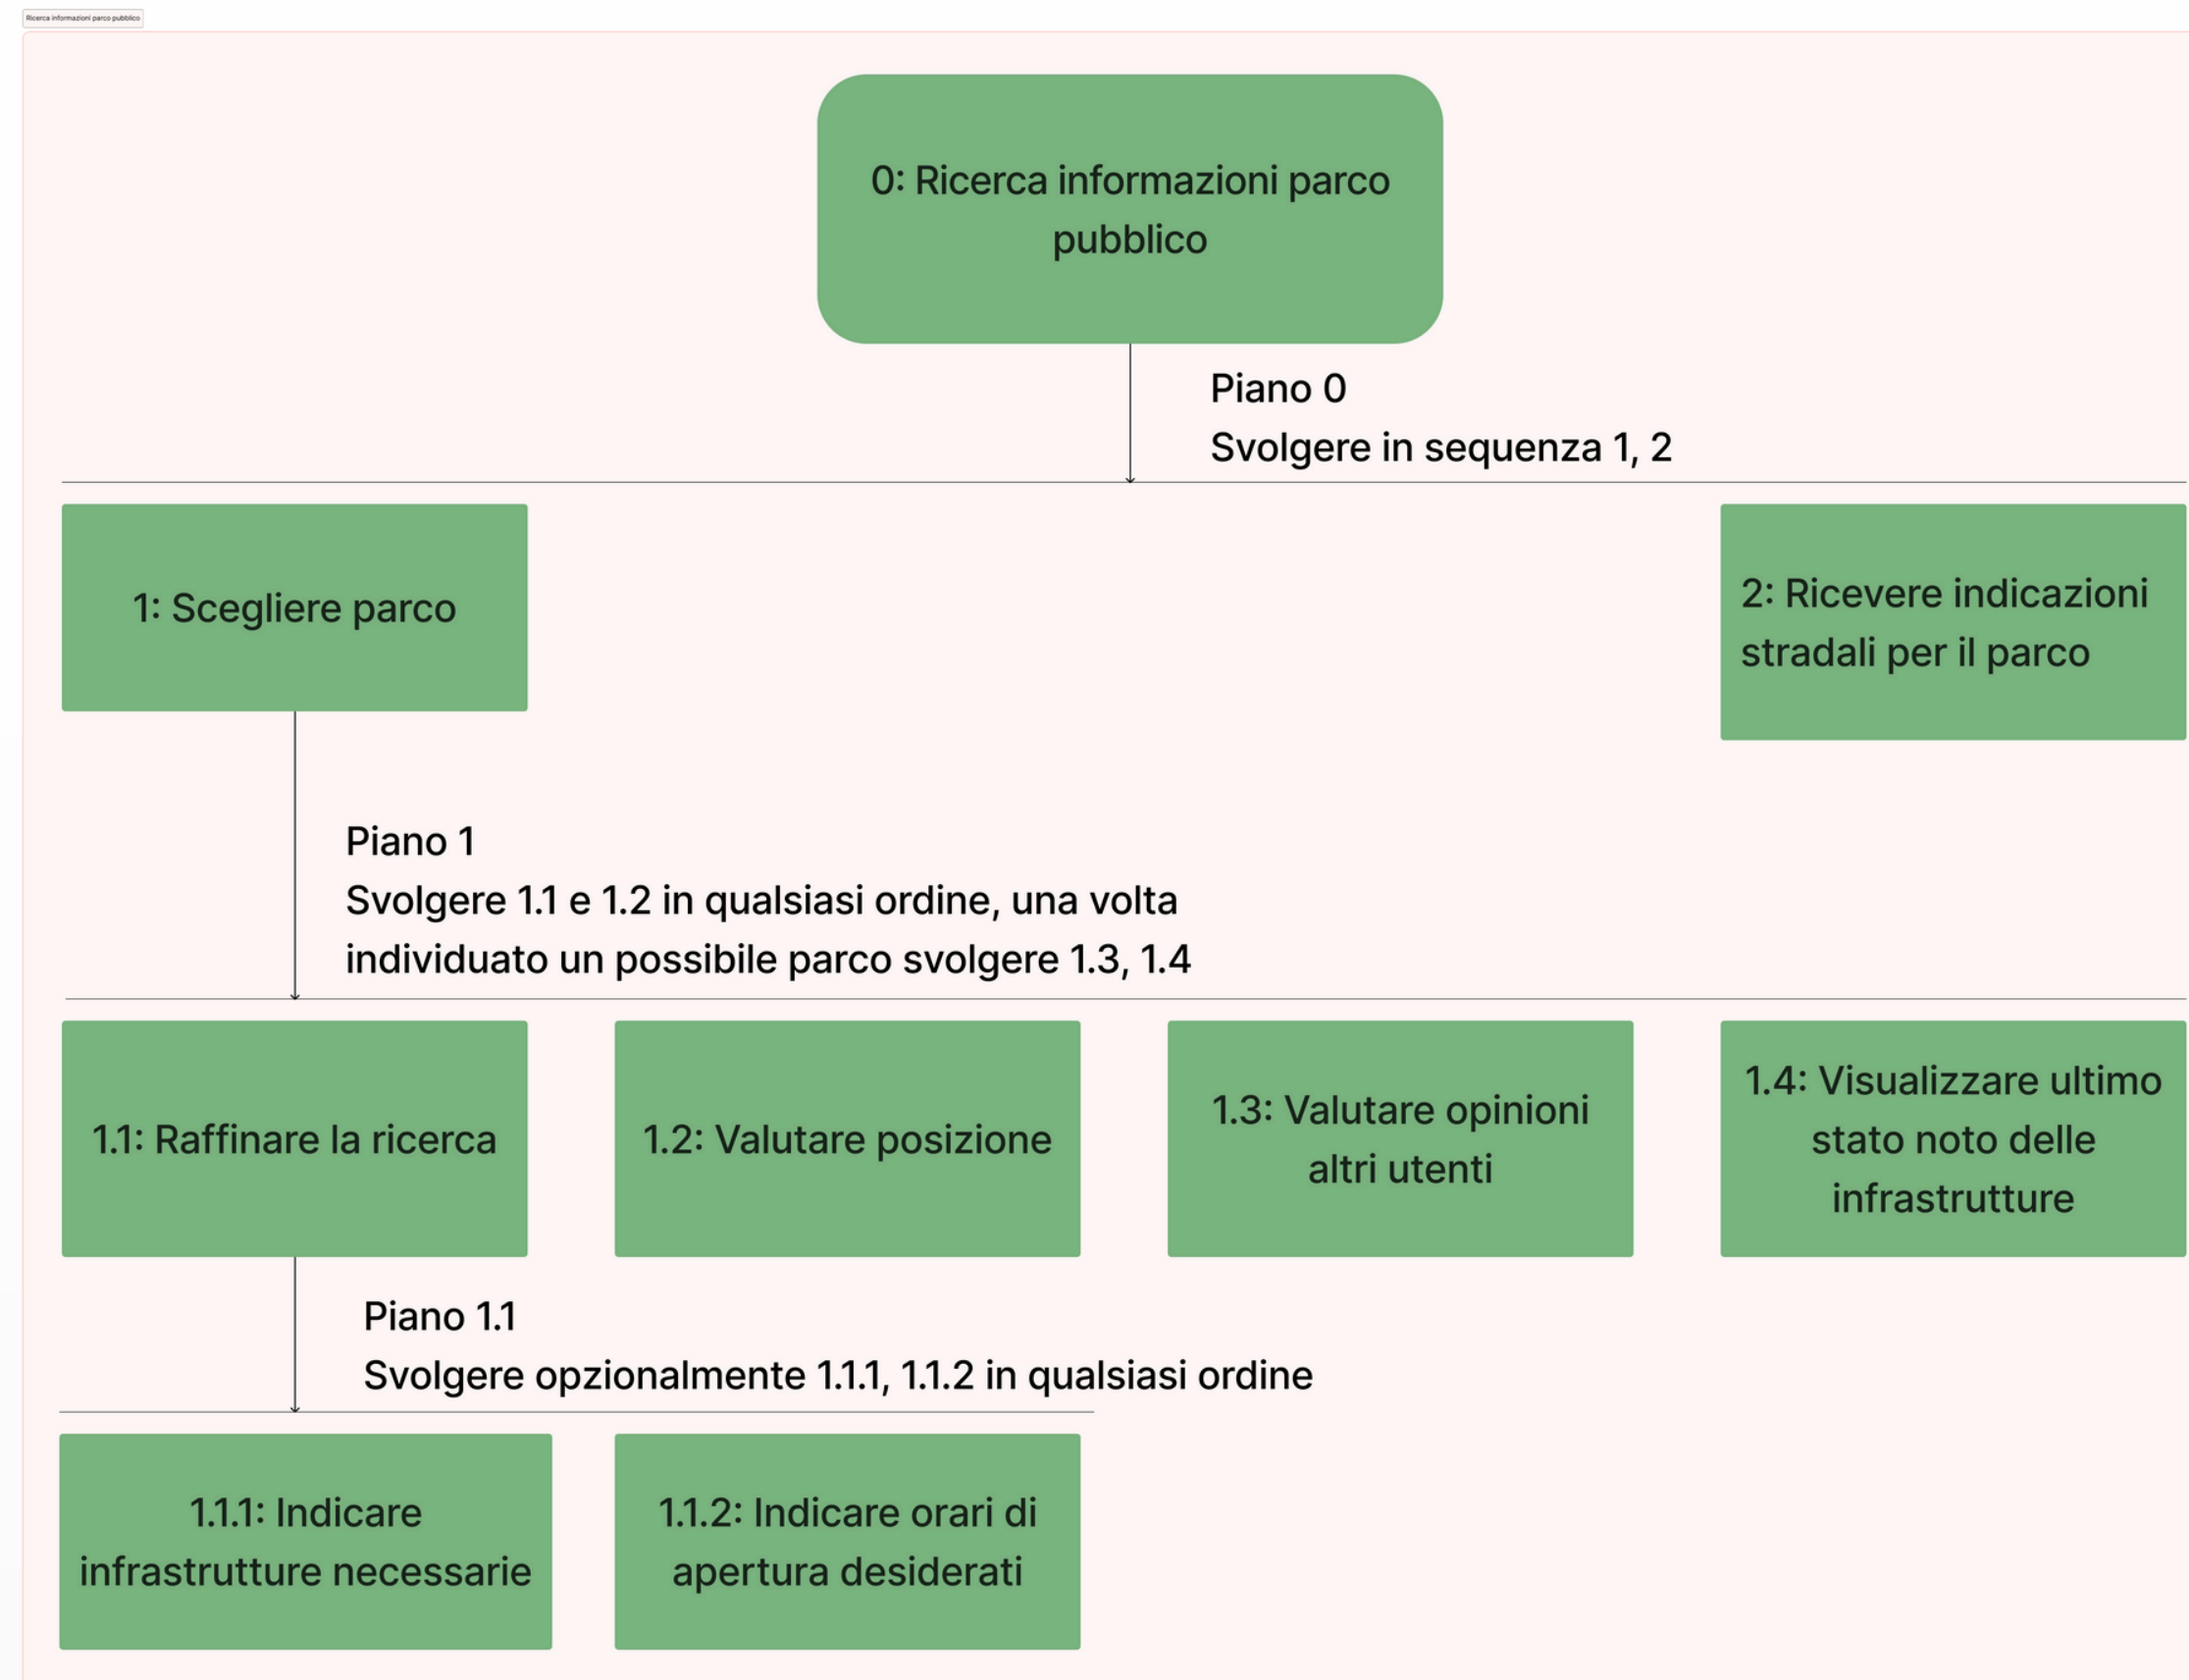 Ricerca informazioni parco pubblico
0: Ricerca informazioni parco
pubblico
Piano 0
Svolgere in sequenza 1, 2
1: Scegliere parco
2: Ricevere indicazioni
stradali per il parco
Piano 1
Svolgere 1.1 e 1.2 in qualsiasi ordine, una volta
individuato un possibile parco svolgere 1.3, 1.4
1.1: Raffinare la ricerca
1.2: Valutare posizione
1.3: Valutare opinioni
altri utenti
1.4: Visualizzare ultimo
stato noto delle
infrastrutture
Piano 1.1
Svolgere opzionalmente 1.1.1, 1.1.2 in qualsiasi ordine
1.1.1: Indicare
infrastrutture necessarie
1.1.2: Indicare orari di
apertura desiderati